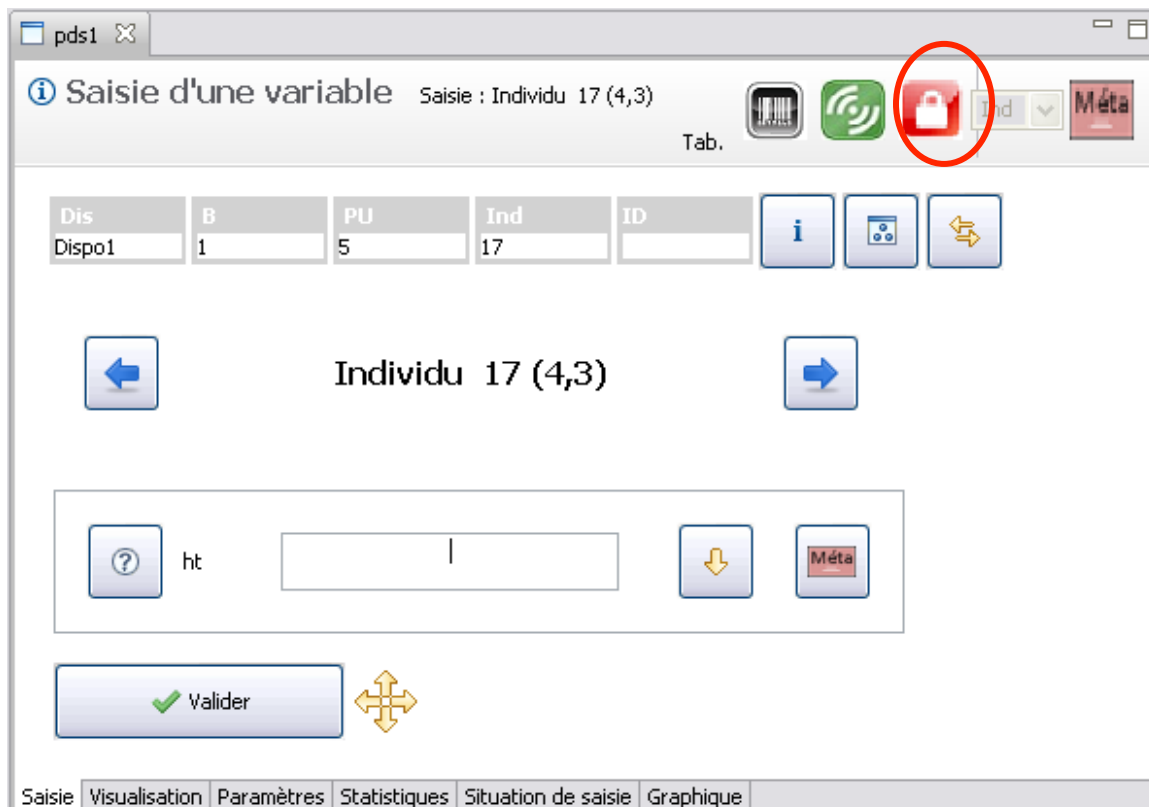 pds1
Saisie d'une variable Saisie : Individu 17 (4,3)
Tab. Ind Méta
Dis B PU Ind ID
Dispo1 1 5 17
Individu 17 (4,3)
ht Méta
Valider
Saisie Visualisation Paramètres Statistiques Situation de saisie Graphique